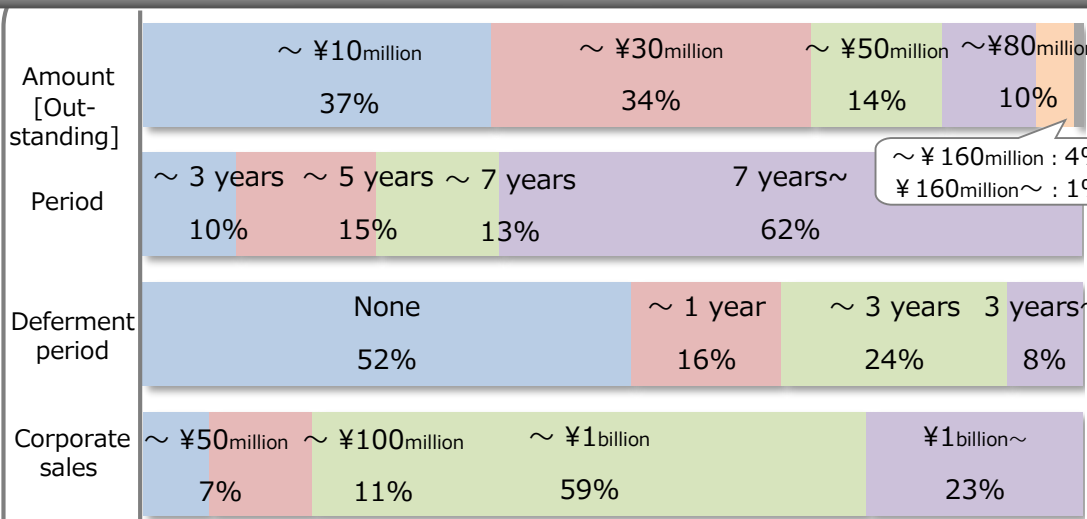 Amount
[Out-
standing]
～ ¥10million ～ ¥30million ～ ¥50million ～¥80million
37% 34% 14% 10%
～ ¥ 160million : 4%
¥ 160million～ : 1%
Period
～ 3 years ～ 5 years ～ 7 years 7 years~
10% 15% 13% 62%
Deferment
period
None ～ 1 year ～ 3 years 3 years~
52% 16% 24% 8%
Corporate
sales
～ ¥50million ～ ¥100million ～ ¥1billion ¥1billion～
7% 11% 59% 23%